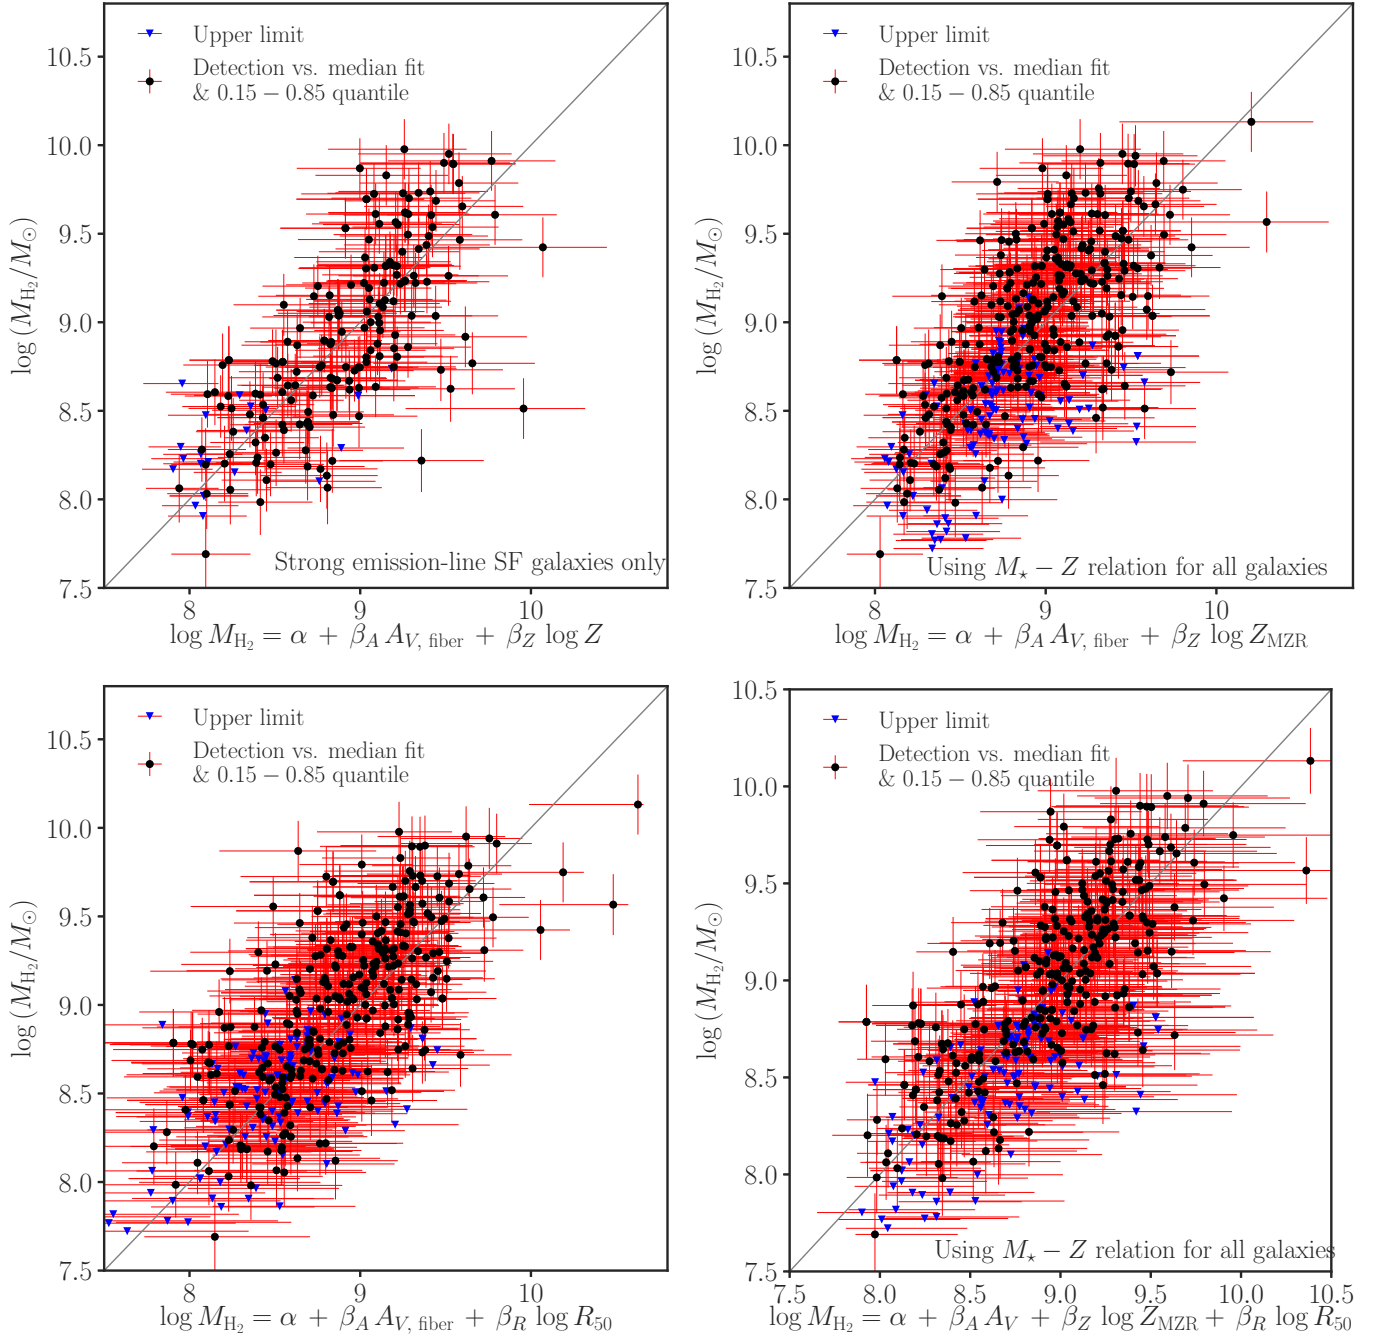 Upper limit
Detection vs. median fit
& 0.15 − 0.85 quantile
10.5
10.0
9.5
9.0
8.5
8.0
7.5
log (M_H₂/M_⊙)
Strong emission-line SF galaxies only
8 9 10
log M_H₂ = α + β_A A_V, fiber + β_Z log Z
Upper limit
Detection vs. median fit
& 0.15 − 0.85 quantile
10.5
10.0
9.5
9.0
8.5
8.0
7.5
log (M_H₂/M_⊙)
Using M_⋆ − Z relation for all galaxies
8 9 10
log M_H₂ = α + β_A A_V, fiber + β_Z log Z_MZR
Upper limit
Detection vs. median fit
& 0.15 − 0.85 quantile
10.5
10.0
9.5
9.0
8.5
8.0
7.5
log (M_H₂/M_⊙)
8 9 10
log M_H₂ = α + β_A A_V, fiber + β_R log R_50
Upper limit
Detection vs. median fit
& 0.15 − 0.85 quantile
10.5
10.0
9.5
9.0
8.5
8.0
7.5
log (M_H₂/M_⊙)
Using M_⋆ − Z relation for all galaxies
7.5 8.0 8.5 9.0 9.5 10.0 10.5
log M_H₂ = α + β_A A_V + β_Z log Z_MZR + β_R log R_50